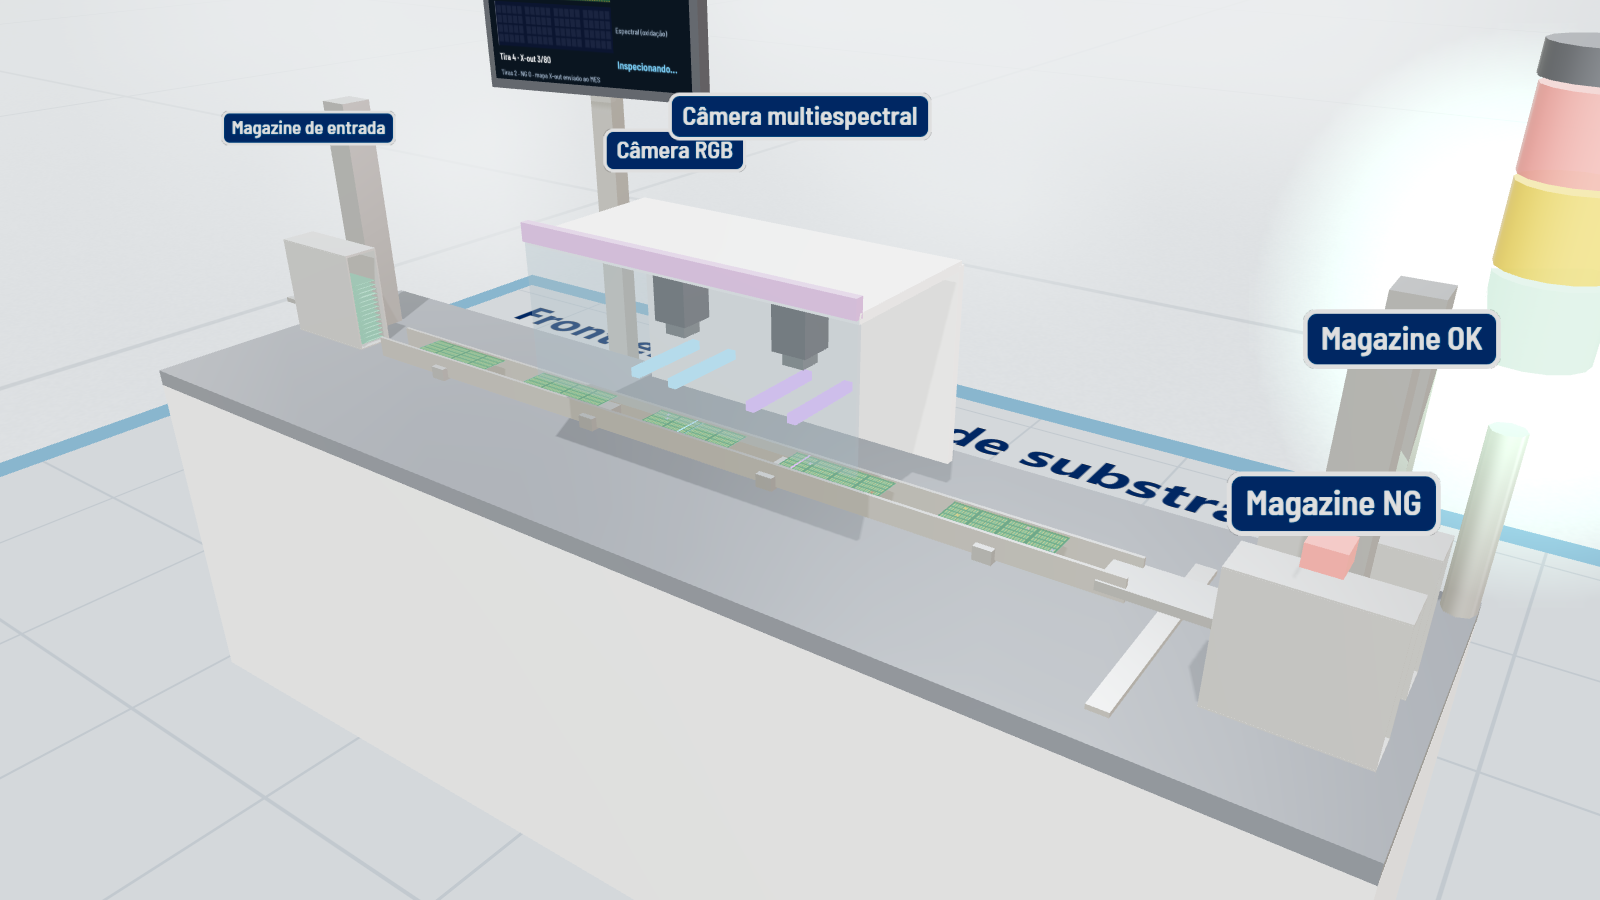 Espectral (oxidação)
Tira 4 · X-out 3/80
Inspecionando...
Câmera multiespectral
Magazine de entrada
Câmera RGB
Magazine OK
de
Magazine NG